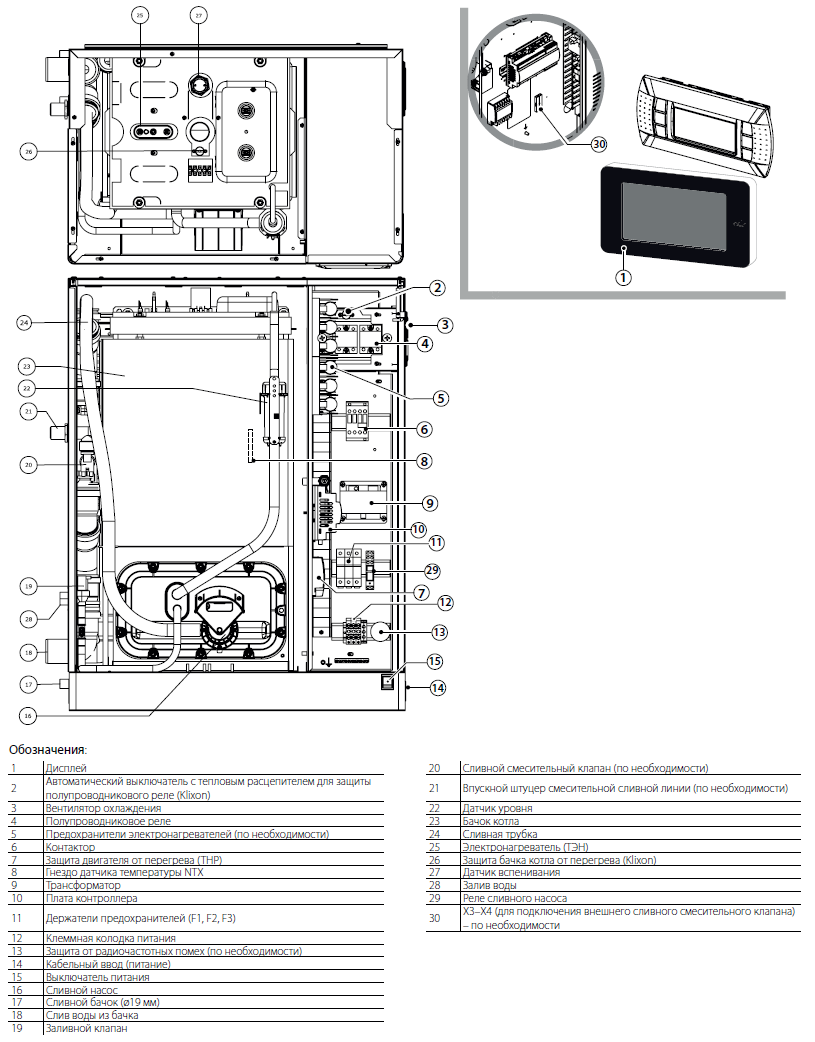 25
27
26
30
1
2
3
4
5
6
8
9
10
11
29
7
12
13
15
14
24
23
22
21
20
19
28
18
17
16
Обозначения:
1 Дисплей
2 Автоматический выключатель с тепловым расцепителем для защиты
полупроводникового реле (Klixon)
3 Вентилятор охлаждения
4 Полупроводниковое реле
5 Предохранители электронагревателей (по необходимости)
6 Контактор
7 Защита двигателя от перегрева (THP)
8 Гнездо датчика температуры NTX
9 Трансформатор
10 Плата контроллера
11 Держатели предохранителей (F1, F2, F3)
12 Клеммная колодка питания
13 Защита от радиочастотных помех (по необходимости)
14 Кабельный ввод (питание)
15 Выключатель питания
16 Сливной насос
17 Сливной бачок (ø19 мм)
18 Слив воды из бачка
19 Заливной клапан
20 Сливной смесительный клапан (по необходимости)
21 Впускной штуцер смесительной сливной линии (по необходимости)
22 Датчик уровня
23 Бачок котла
24 Сливная трубка
25 Электронагреватель (ТЭН)
26 Защита бачка котла от перегрева (Klixon)
27 Датчик вспенивания
28 Залив воды
29 Реле сливного насоса
30 X3–X4 (для подключения внешнего сливного смесительного клапана)
– по необходимости